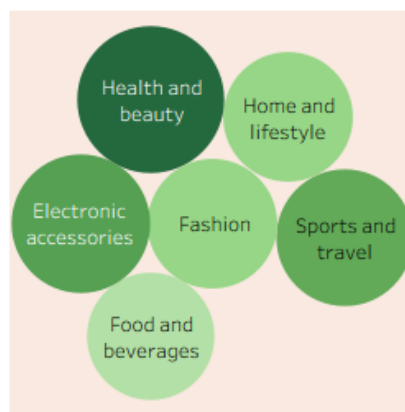 Health and
beauty
Home and
lifestyle
Electronic
accessories
Fashion
Sports and
travel
Food and
beverages